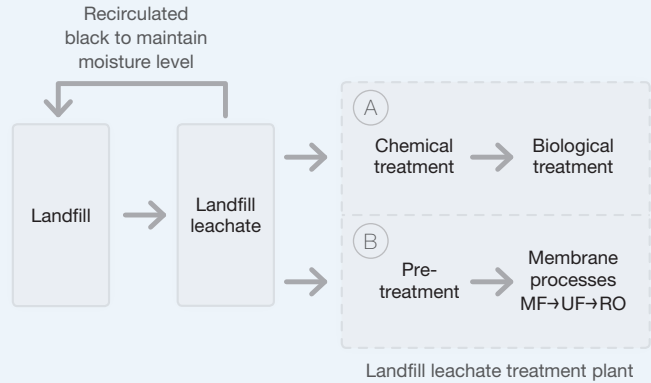 Recirculated
black to maintain
moisture level
Landfill
Landfill
leachate
A
Chemical
treatment
Biological
treatment
B
Pre-
treatment
Membrane
processes
MF→UF→RO
Landfill leachate treatment plant